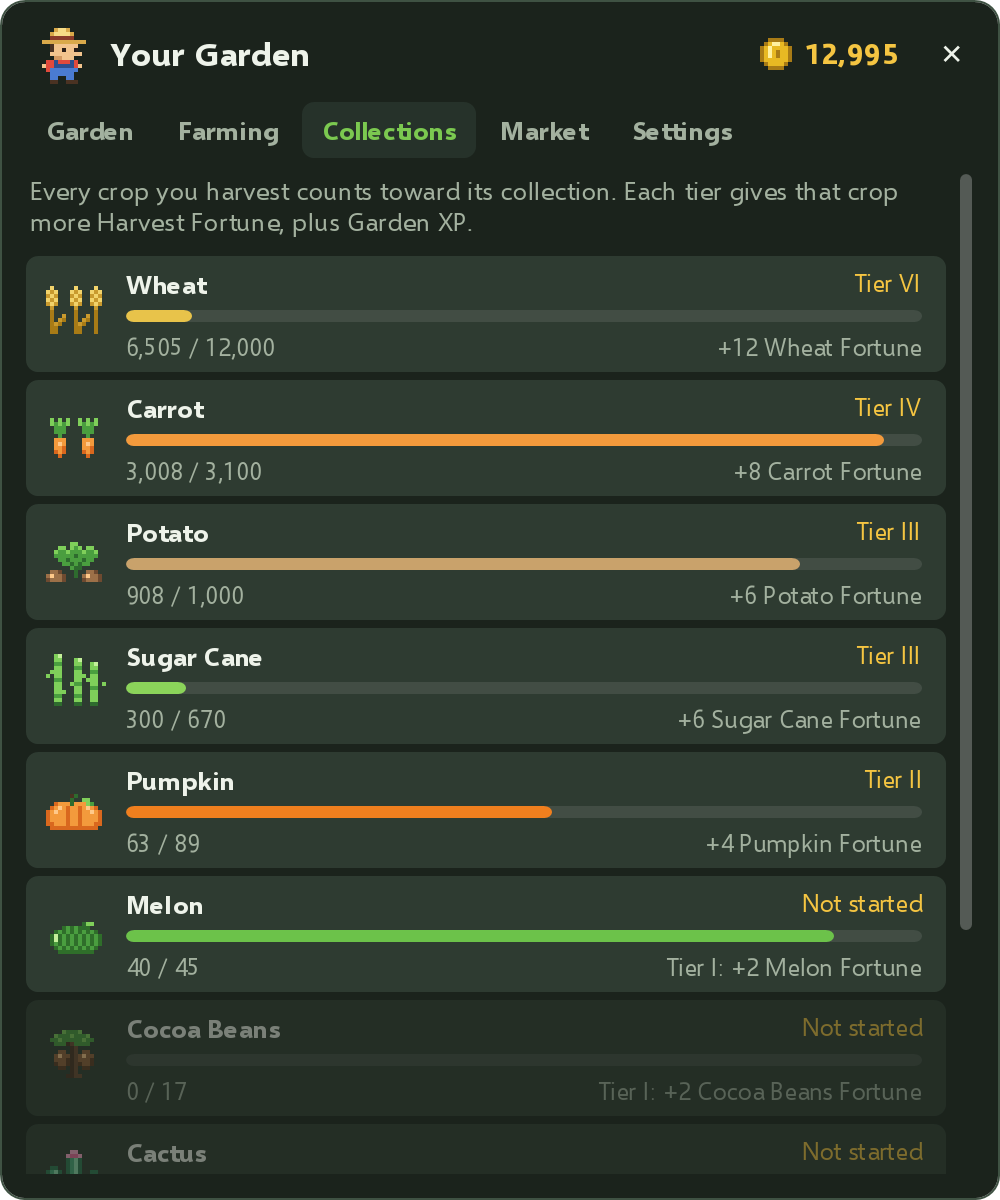 Your Garden
12,995
×
Garden Farming Collections Market Settings
Every crop you harvest counts toward its collection. Each tier gives that crop
more Harvest Fortune, plus Garden XP.
Wheat
Tier VI
6,505 / 12,000
+12 Wheat Fortune
Carrot
Tier IV
3,008 / 3,100
+8 Carrot Fortune
Potato
Tier III
908 / 1,000
+6 Potato Fortune
Sugar Cane
Tier III
300 / 670
+6 Sugar Cane Fortune
Pumpkin
Tier II
63 / 89
+4 Pumpkin Fortune
Melon
Not started
40 / 45
Tier I: +2 Melon Fortune
Cocoa Beans
Not started
0 / 17
Tier I: +2 Cocoa Beans Fortune
Cactus
Not started